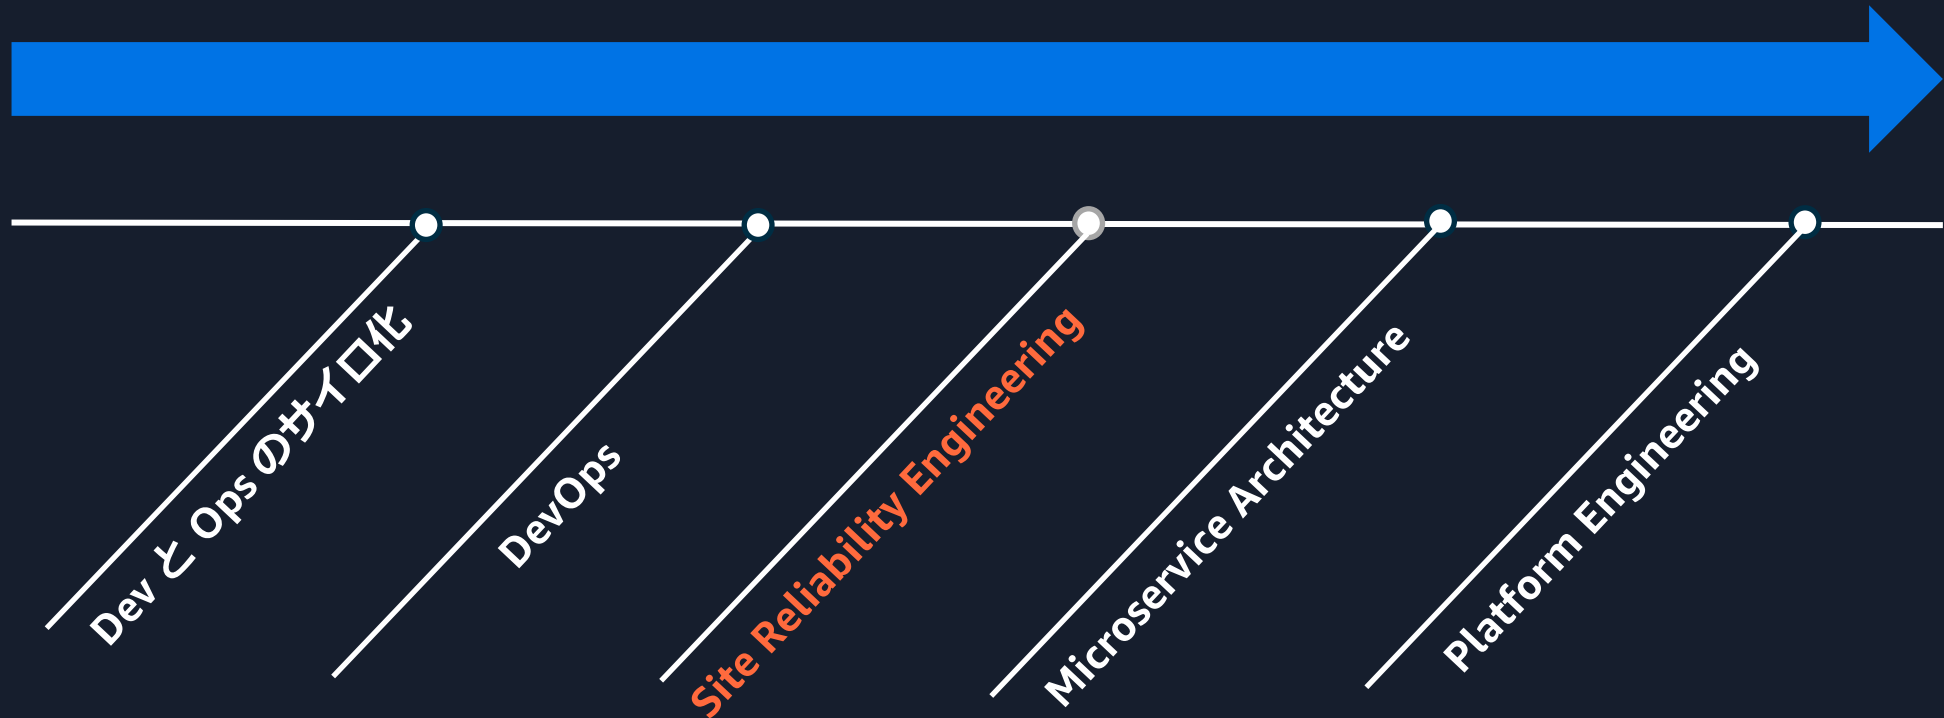 Dev と Ops のサイロ化
DevOps
Site Reliability Engineering
Microservice Architecture
Platform Engineering